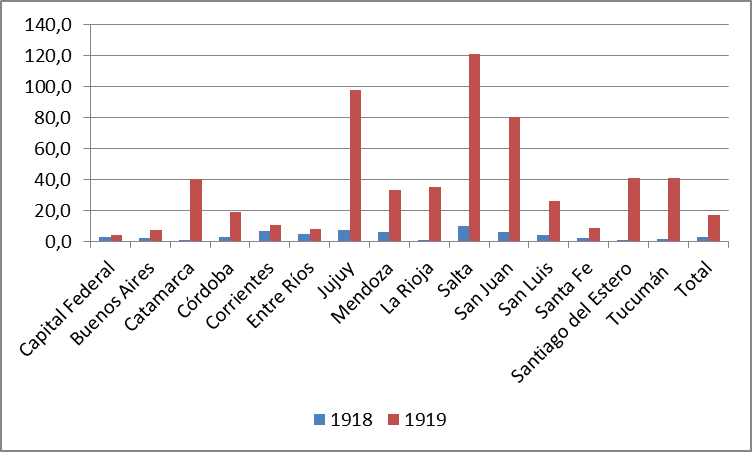 140,0
120,0
100,0
80,0
60,0
40,0
20,0
0,0
Capital Federal
Buenos Aires
Catamarca
Córdoba
Corrientes
Entre Ríos
Jujuy
Mendoza
La Rioja
Salta
San Juan
San Luis
Santa Fe
Santiago del Estero
Tucumán
Total
1918 1919